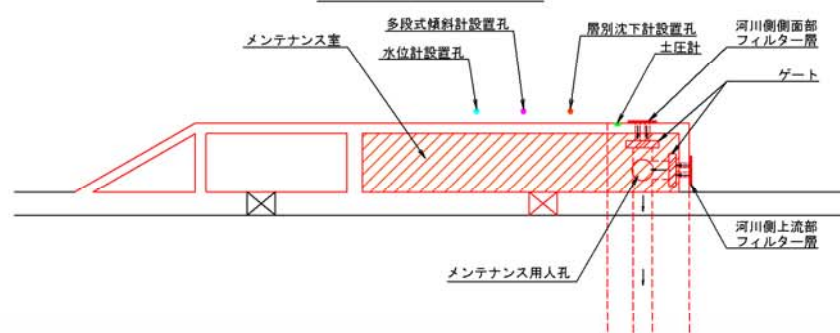 多段式傾斜計設置孔
層別沈下計設置孔
河川側側面部
フィルター層
メンテナンス室
水位計設置孔
土圧計
ゲート
河川側上流部
フィルター層
メンテナンス用人孔